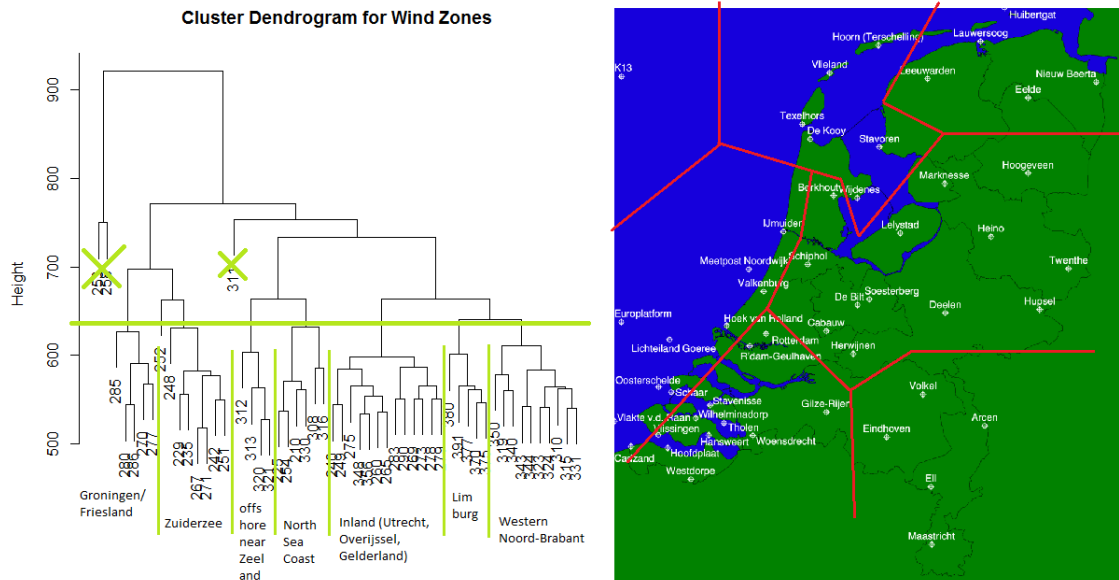 Cluster Dendrogram for Wind Zones
Height
900
800
700
600
500
311
252
285
248
312
380
350
280
286
270
277
229
235
267
271
242
251
313
320
321
225
254
210
330
308
316
240
249
275
348
356
260
265
283
290
269
279
391
377
370
375
319
340
343
344
323
324
310
315
331
Groningen/
Friesland
Zuiderzee
offs
hore
near
Zeel
and
North
Sea
Coast
Inland (Utrecht,
Overijssel,
Gelderland)
Lim
burg
Western
Noord-Brabant
Huibertgat
Hoorn (Terschelling)
Lauwersoog
K13
Vlieland
Leeuwarden
Nieuw Beerta
Eelde
Texelhors
De Kooy
Stavoren
Hoogeveen
Marknesse
Berkhout
Wijdenes
IJmuiden
Lelystad
Heino
Meetpost Noordwijk
Schiphol
Twenthe
Valkenburg
De Bilt
Soesterberg
Deelen
Hupsel
Europlatform
Hoek van Holland
Cabauw
Lichteiland Goeree
Rotterdam
R'dam-Geulhaven
Herwijnen
Oosterschelde
Schaar
Stavenisse
Gilze-Rijen
Volkel
Arcen
Vlakte v.d. Raan
Wilhelminadorp
Vlissingen
Tholen
Hansweert
Woensdrecht
Eindhoven
Cadzand
Hoofdplaat
Westdorpe
Ell
Maastricht